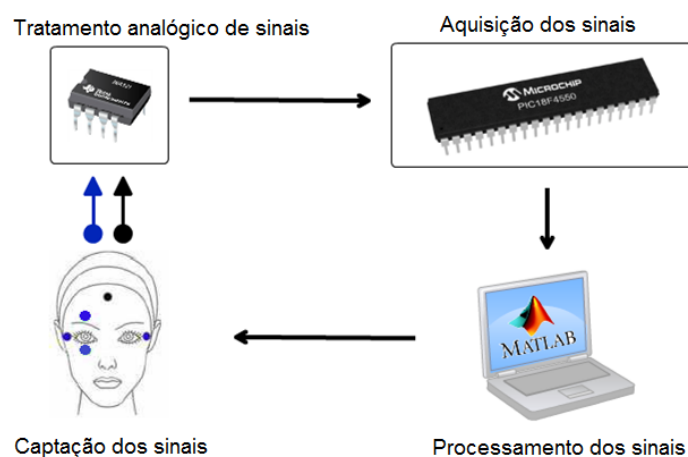 Tratamento analógico de sinais
Aquisição dos sinais
MICROCHIP
PIC18F4550
MATLAB
Captação dos sinais
Processamento dos sinais